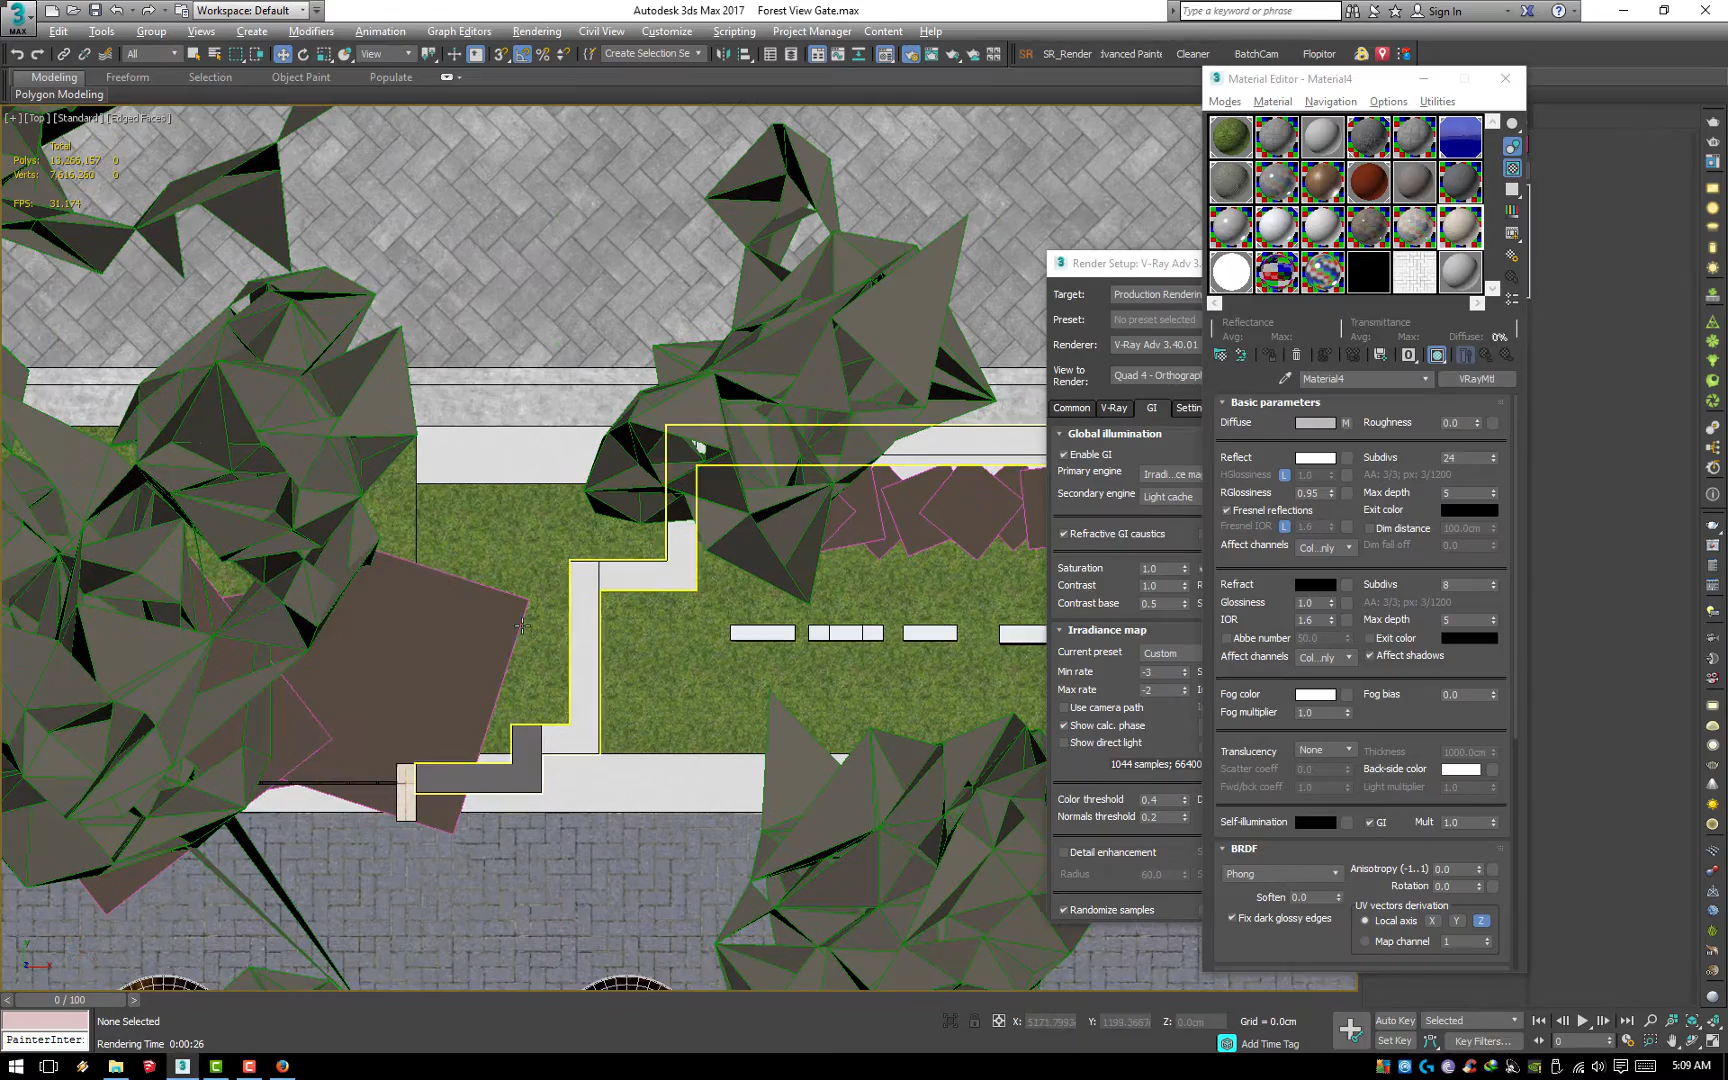 Workspace: Default
Autodesk 3ds Max 2017 Forest View Gate.max
Type a keyword or phrase
Sign In
MAX
Edit Tools Group Views Create Modifiers Animation Graph Editors Rendering Civil View Customize Scripting Project Manager Content Help
All
View
Create Selection Se
SR SR_Render
dvanced Paint
Cleaner BatchCam Flopitor
Modeling Freeform Selection Object Paint Populate
Polygon Modeling
[+][Top][Standard][Edged Faces]
Total
Polys: 13,266,157 0
Verts: 7,616,260 0
FPS: 31.174
Material Editor - Material4
Modes Material Navigation Options Utilities
Reflectance
Avg: Max:
Transmittance
Avg: Max: Diffuse: 0%
Material4
VRayMtl
Basic parameters
Diffuse M Roughness 0.0
Reflect Subdivs 24
HGlossiness L 1.0 AA: 3/3; px: 3/1200
RGlossiness 0.95 Max depth 5
Fresnel reflections Exit color
Fresnel IOR L 1.6 Dim distance 100.0cm
Affect channels Col...nly Dim fall off 0.0
Refract Subdivs 8
Glossiness 1.0 AA: 3/3; px: 3/1200
IOR 1.6 Max depth 5
Abbe number 50.0 Exit color
Affect channels Col...nly Affect shadows
Fog color Fog bias 0.0
Fog multiplier 1.0
Translucency None Thickness 1000.0cm
Scatter coeff 0.0 Back-side color
Fwd/bck coeff 1.0 Light multiplier 1.0
Self-illumination GI Mult 1.0
BRDF
Phong Anisotropy (-1..1) 0.0
Rotation 0.0
Soften 0.0
UV vectors derivation
Fix dark glossy edges Local axis X Y Z
Map channel 1
Render Setup: V-Ray Adv 3.
Target: Production Rendering
Preset: No preset selected
Renderer: V-Ray Adv 3.40.01
View to
Render:
Quad 4 - Orthograp
Common V-Ray GI Settin
Global illumination
Enable GI
Primary engine Irradi...ce ma
Secondary engine Light cache
Refractive GI caustics
Saturation 1.0
Contrast 1.0 R
Contrast base 0.5 S
Irradiance map
Current preset Custom
Min rate -3 S
Max rate -2 I
Use camera path
Show calc. phase
Show direct light
1044 samples; 66400
Color threshold 0.4 D
Normals threshold 0.2
Detail enhancement
Radius 60.0
Randomize samples
0 / 100
None Selected
PainterInter:
Rendering Time 0:00:26
X: Y: Z: 0.0cm
Grid = 0.0cm
Add Time Tag
Auto Key Selected
Set Key Key Filters...
0
5:09 AM